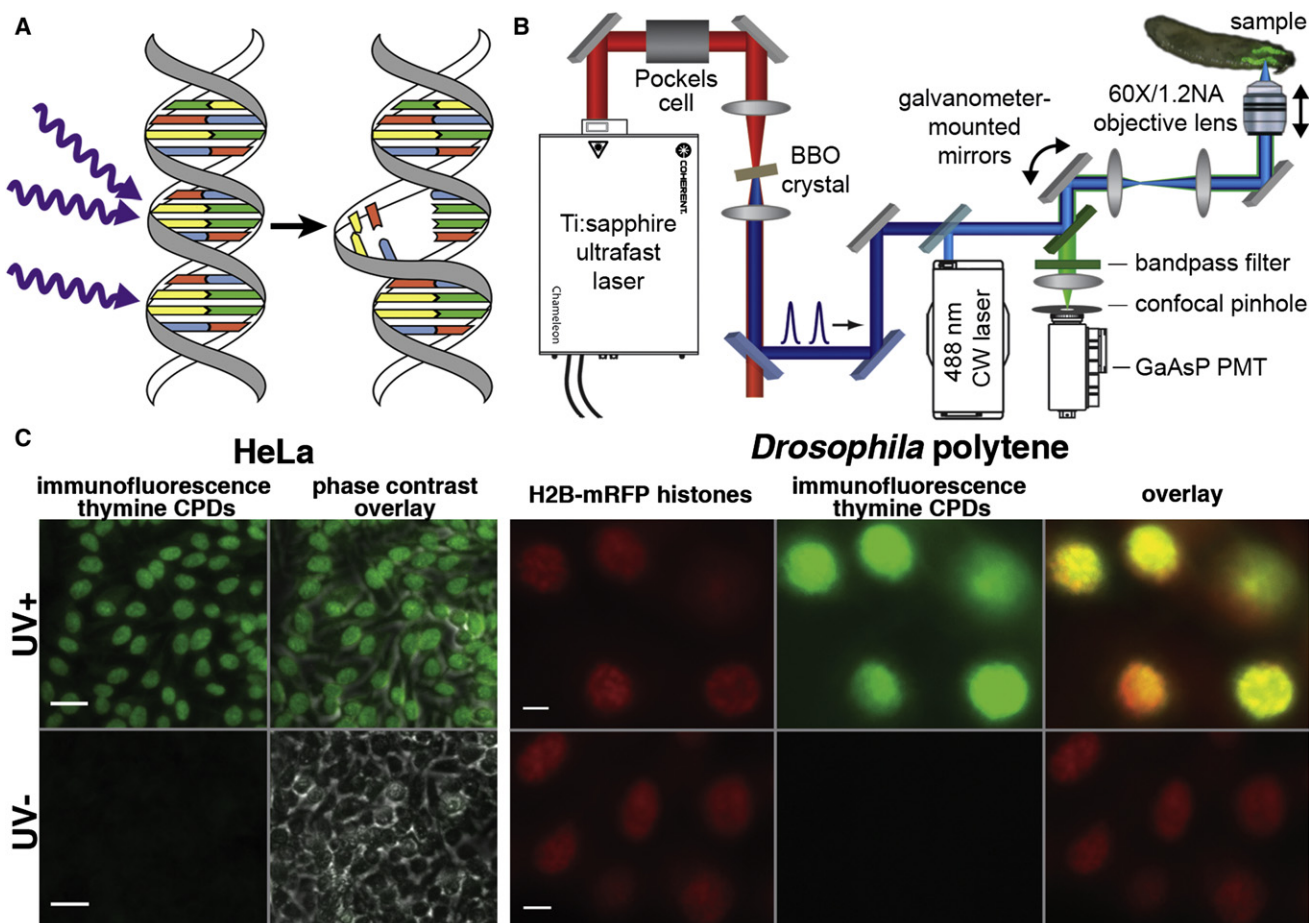 A
B
sample
Pockels
cell
galvanometer-
mounted
mirrors
60X/1.2NA
objective lens
BBO
crystal
COHERENT.
Ti:sapphire
ultrafast
laser
Chameleon
488 nm
CW laser
bandpass filter
confocal pinhole
GaAsP PMT
C
HeLa
Drosophila polytene
immunofluorescence
thymine CPDs
phase contrast
overlay
H2B-mRFP histones
immunofluorescence
thymine CPDs
overlay
UV+
UV-